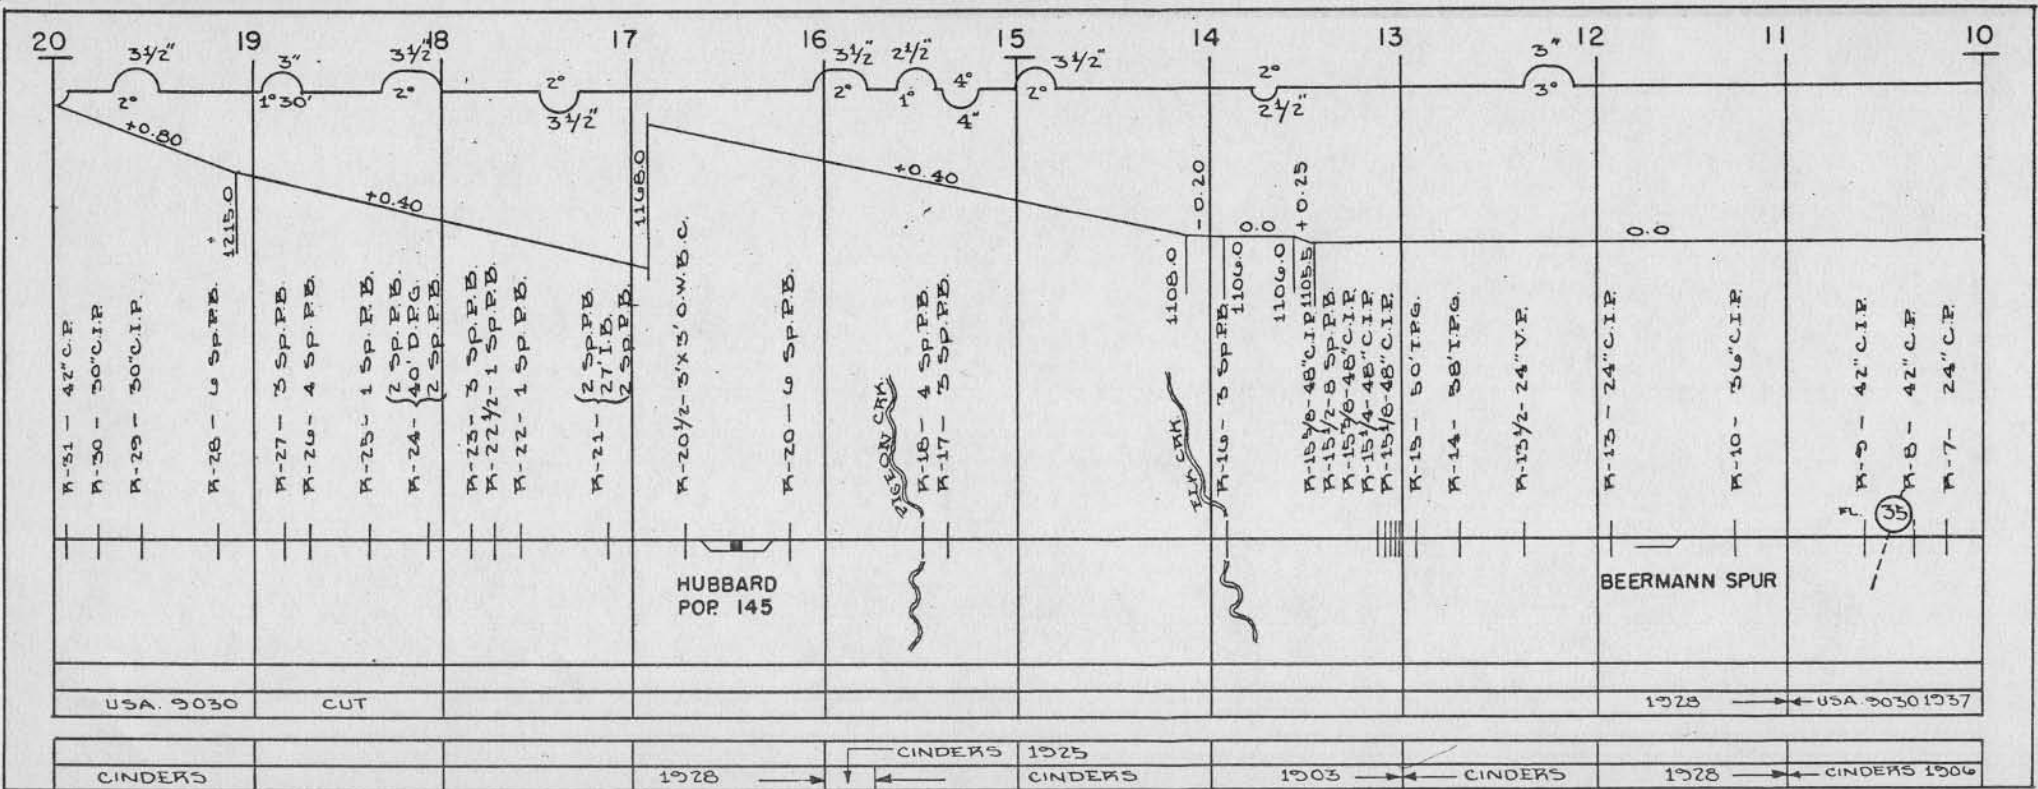 20 19 18 17 16 15 14 13 12 11 10
3½" 3" 3½" 3½" 2½" 4° 3½" 2° 3"
2° 1°30' 2° 2° 3½" 2° 1° 4" 2° 2½" 3°
+0.80
+0.40
+0.40
-0.20
0.0
+0.25
0.0
1215.0
1168.0
1108.0
1106.0
1106.0
1105.5
R-31 - 42" C.P.
R-30 - 30" C.I.P.
R-29 - 30" C.I.P.
R-28 - 6 Sp. P.B.
R-27 - 3 Sp. P.B.
R-26 - 4 Sp. P.B.
R-25 - 1 Sp. P.B.
R-24 - {2 Sp. P.B. 40' D.P.G. 2 Sp. P.B.}
R-23 - 3 Sp. P.B.
R-22½ - 1 Sp. P.B.
R-22 - 1 Sp. P.B.
R-21 - {2 Sp. P.B. 27' I.B. 2 Sp. P.B.}
R-20½ - 3' X 3' O.W.B.C.
R-20 - 6 Sp. P.B.
PIGEON CRK.
R-18 - 4 Sp. P.B.
R-17 - 3 Sp. P.B.
ELK CRK.
R-16 - 3 Sp. P.B.
R-15⅝ - 48" C.I.P.
R-15½ - 8 Sp. P.B.
R-15⅜ - 48" C.I.P.
R-15¼ - 48" C.I.P.
R-15⅛ - 48" C.I.P.
R-15 - 50' T.P.G.
R-14 - 38' T.P.G.
R-13½ - 24" V.P.
R-13 - 24" C.I.P.
R-10 - 36" C.I.P.
R-9 - 42" C.I.P.
R-8 - 42" C.P.
R-7 - 24" C.P.
FL.
35
HUBBARD
POP. 145
BEERMANN SPUR
USA. 9030 CUT 1928 USA. 9030 1937
CINDERS 1925
CINDERS 1928 CINDERS 1903 CINDERS 1928 CINDERS 1906